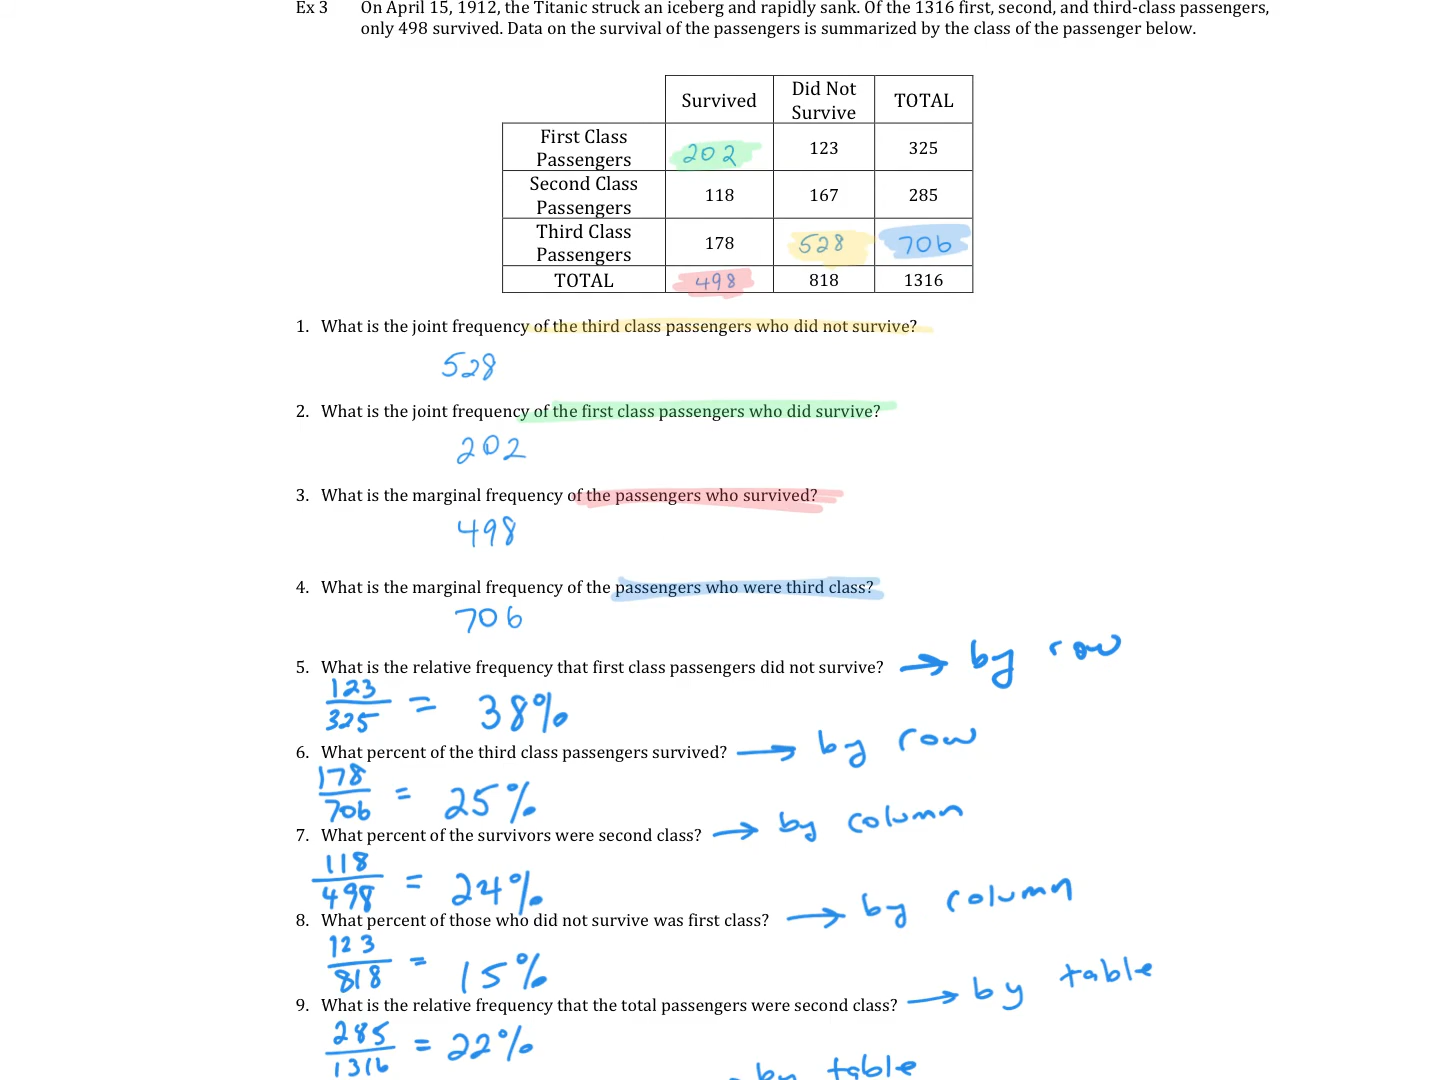 Ex 3 On April 15, 1912, the Titanic struck an iceberg and rapidly sank. Of the 1316 first, second, and third-class passengers,
only 498 survived. Data on the survival of the passengers is summarized by the class of the passenger below.
Survived Did Not Survive TOTAL
First Class Passengers 202 123 325
Second Class Passengers 118 167 285
Third Class Passengers 178 528 706
TOTAL 498 818 1316
1. What is the joint frequency of the third class passengers who did not survive?
528
2. What is the joint frequency of the first class passengers who did survive?
202
3. What is the marginal frequency of the passengers who survived?
498
4. What is the marginal frequency of the passengers who were third class?
706
5. What is the relative frequency that first class passengers did not survive? → by row
123/325 = 38%
6. What percent of the third class passengers survived? → by row
178/706 = 25%
7. What percent of the survivors were second class? → by column
118/498 = 24%
8. What percent of those who did not survive was first class? → by column
123/818 = 15%
9. What is the relative frequency that the total passengers were second class? → by table
285/1316 = 22%
by table